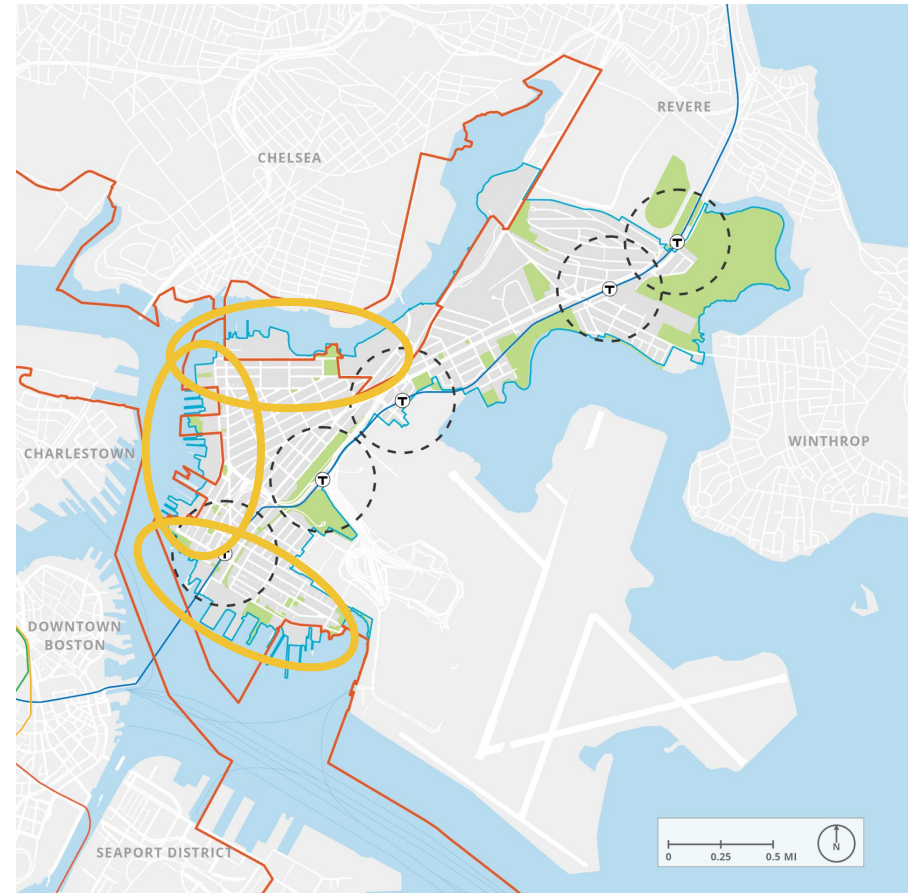 REVERE
CHELSEA
T
T
T
WINTHROP
CHARLESTOWN
T
T
DOWNTOWN
BOSTON
SEAPORT DISTRICT
N
0 0.25 0.5 MI